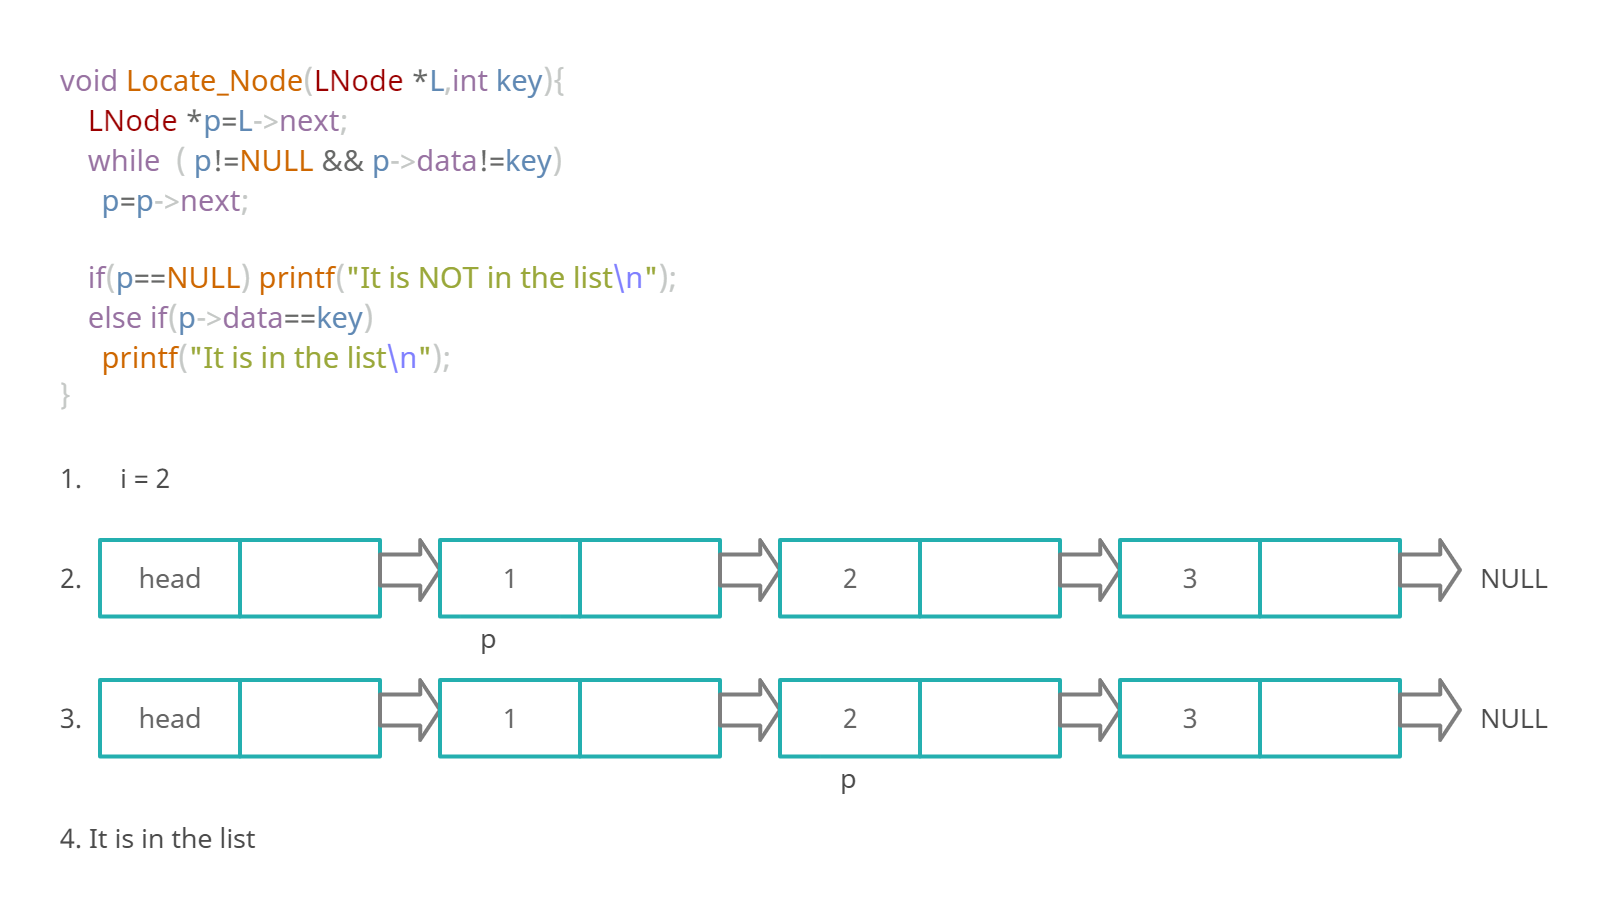 void Locate_Node(LNode *L,int key){
LNode *p=L->next;
while ( p!=NULL && p->data!=key)
p=p->next;
if(p==NULL) printf("It is NOT in the list\n");
else if(p->data==key)
printf("It is in the list\n");
}
1. i = 2
2. head 1 2 3 NULL
p
3. head 1 2 3 NULL
p
4. It is in the list